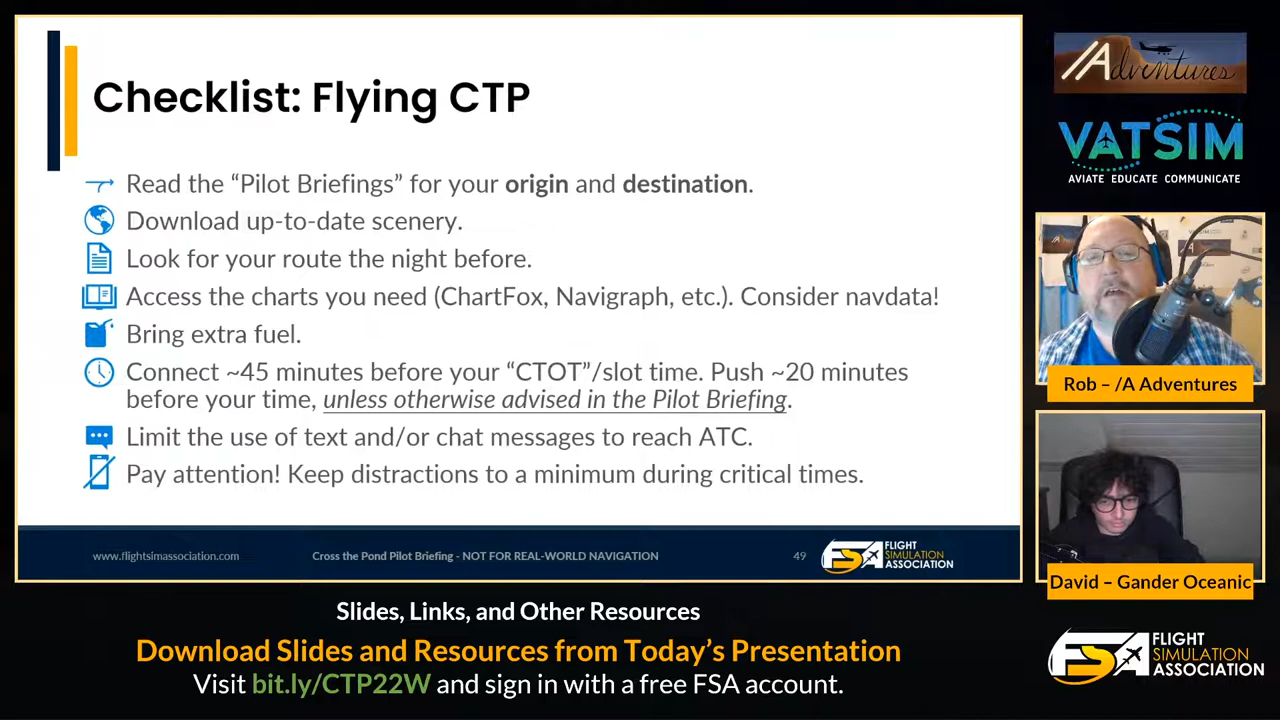 Checklist: Flying CTP
Read the “Pilot Briefings” for your origin and destination.
Download up-to-date scenery.
Look for your route the night before.
Access the charts you need (ChartFox, Navigraph, etc.). Consider navdata!
Bring extra fuel.
Connect ~45 minutes before your “CTOT”/slot time. Push ~20 minutes
before your time, unless otherwise advised in the Pilot Briefing.
Limit the use of text and/or chat messages to reach ATC.
Pay attention! Keep distractions to a minimum during critical times.
www.flightsimassociation.com
Cross the Pond Pilot Briefing - NOT FOR REAL-WORLD NAVIGATION
49
FSA FLIGHT
SIMULATION
ASSOCIATION
/Adventures
VATSIM
AVIATE EDUCATE COMMUNICATE
Rob – /A Adventures
David – Gander Oceanic
Slides, Links, and Other Resources
Download Slides and Resources from Today’s Presentation
Visit bit.ly/CTP22W and sign in with a free FSA account.
FSA FLIGHT
SIMULATION
ASSOCIATION